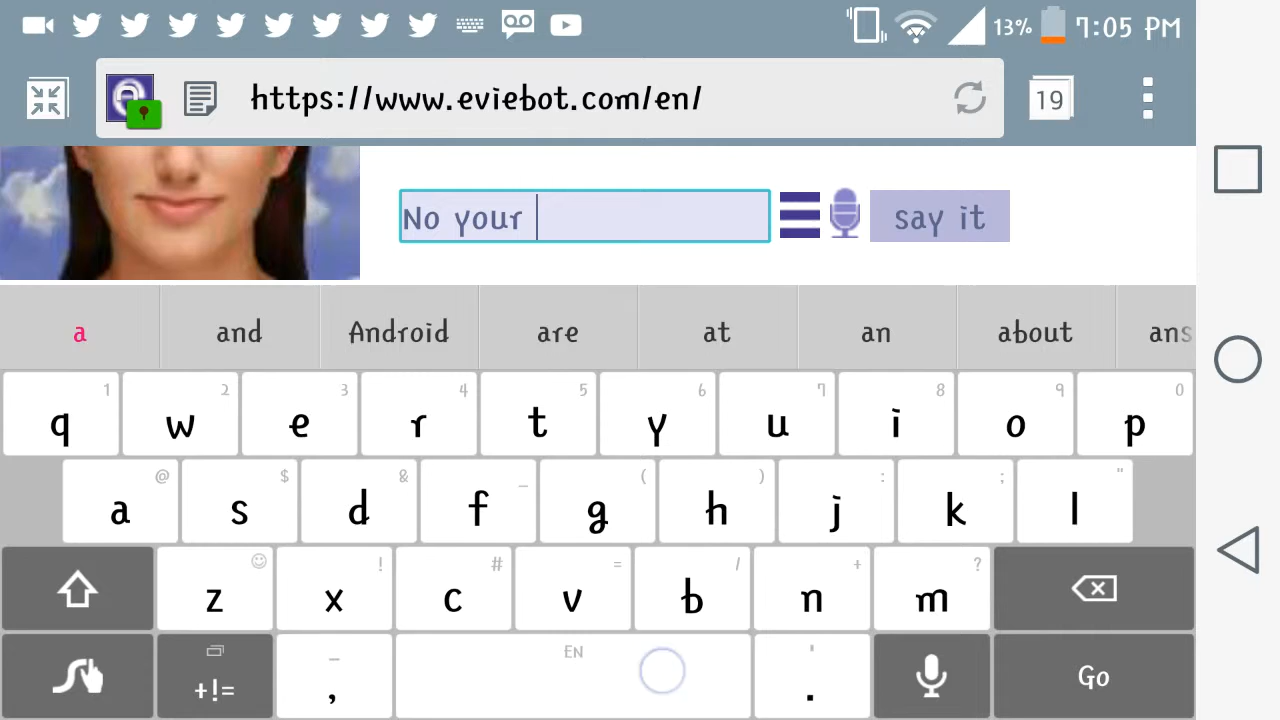 13% 7:05 PM
https://www.eviebot.com/en/ 19
No your say it
a and Android are at an about ans
1 2 3 4 5 6 7 8 9 0
q w e r t y u i o p
@ $ & _ ( ) : ; "
a s d f g h j k l
! # = / + ?
z x c v b n m
EN '
+!= , . Go